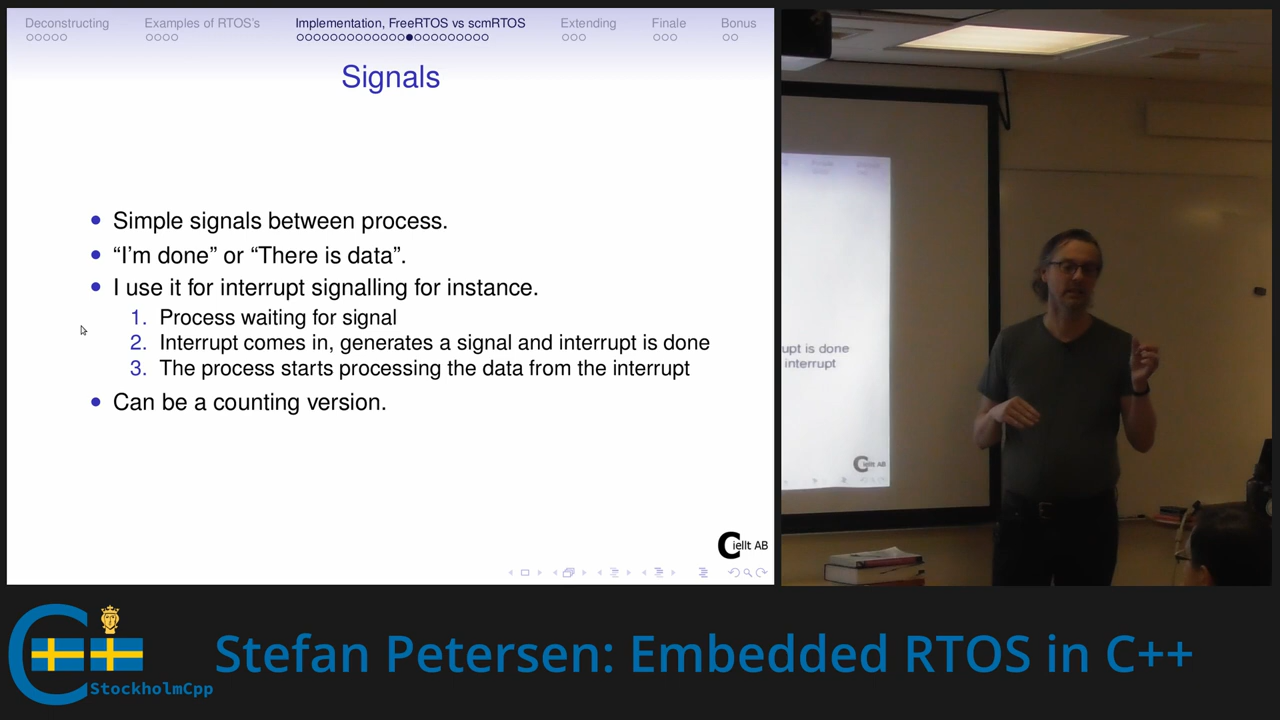 Deconstructing Examples of RTOS's Implementation, FreeRTOS vs scmRTOS Extending Finale Bonus
Signals
Simple signals between process.
“I'm done” or “There is data”.
I use it for interrupt signalling for instance.
1. Process waiting for signal
2. Interrupt comes in, generates a signal and interrupt is done
3. The process starts processing the data from the interrupt
Can be a counting version.
Ciellt AB
upt is done
interrupt
Ciellt AB
StockholmCpp
Stefan Petersen: Embedded RTOS in C++